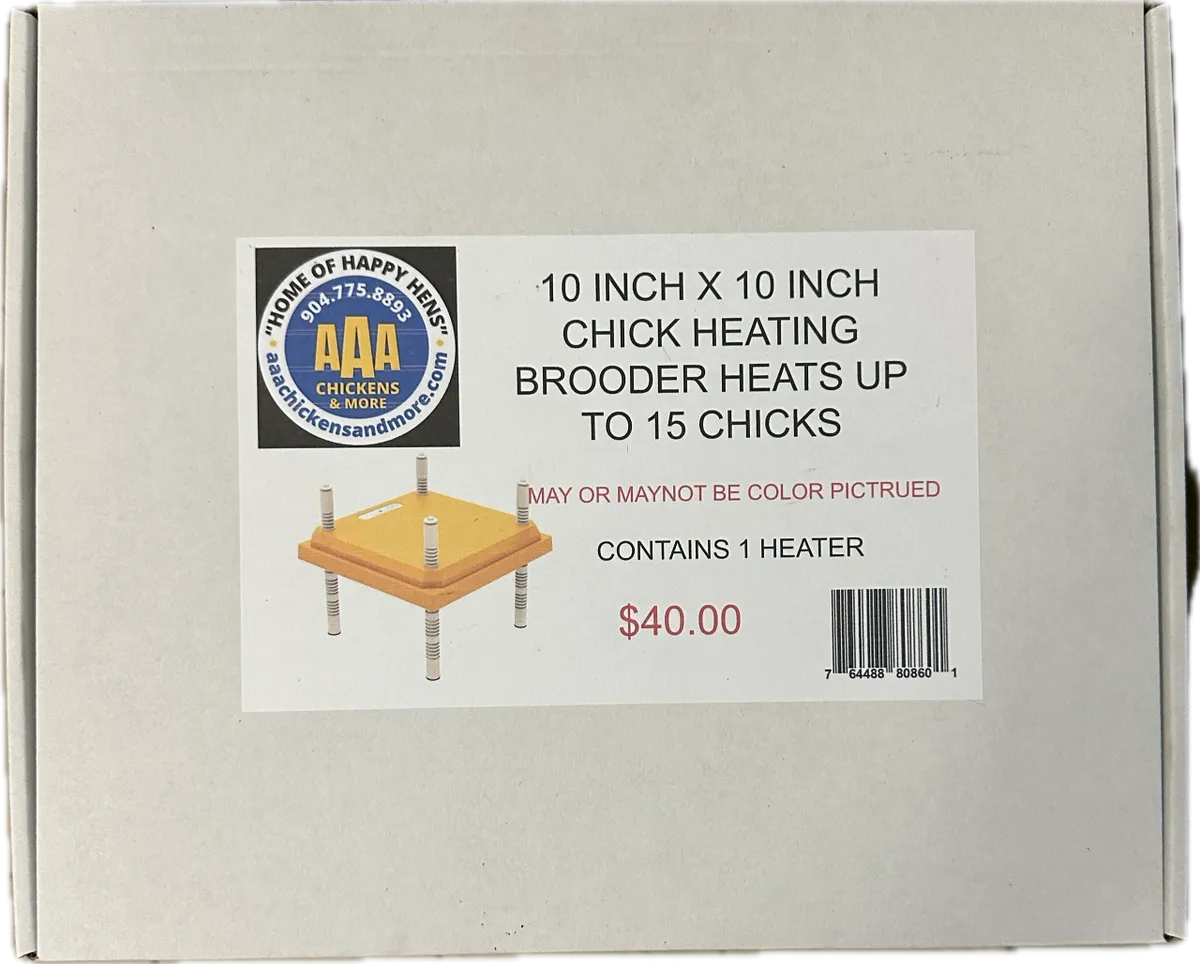 "HOME OF HAPPY HENS"
904.775.8893
AAA
CHICKENS
& MORE
aaachickensandmore.com
10 INCH X 10 INCH
CHICK HEATING
BROODER HEATS UP
TO 15 CHICKS
MAY OR MAYNOT BE COLOR PICTRUED
CONTAINS 1 HEATER
$40.00
7 64488 80860 1